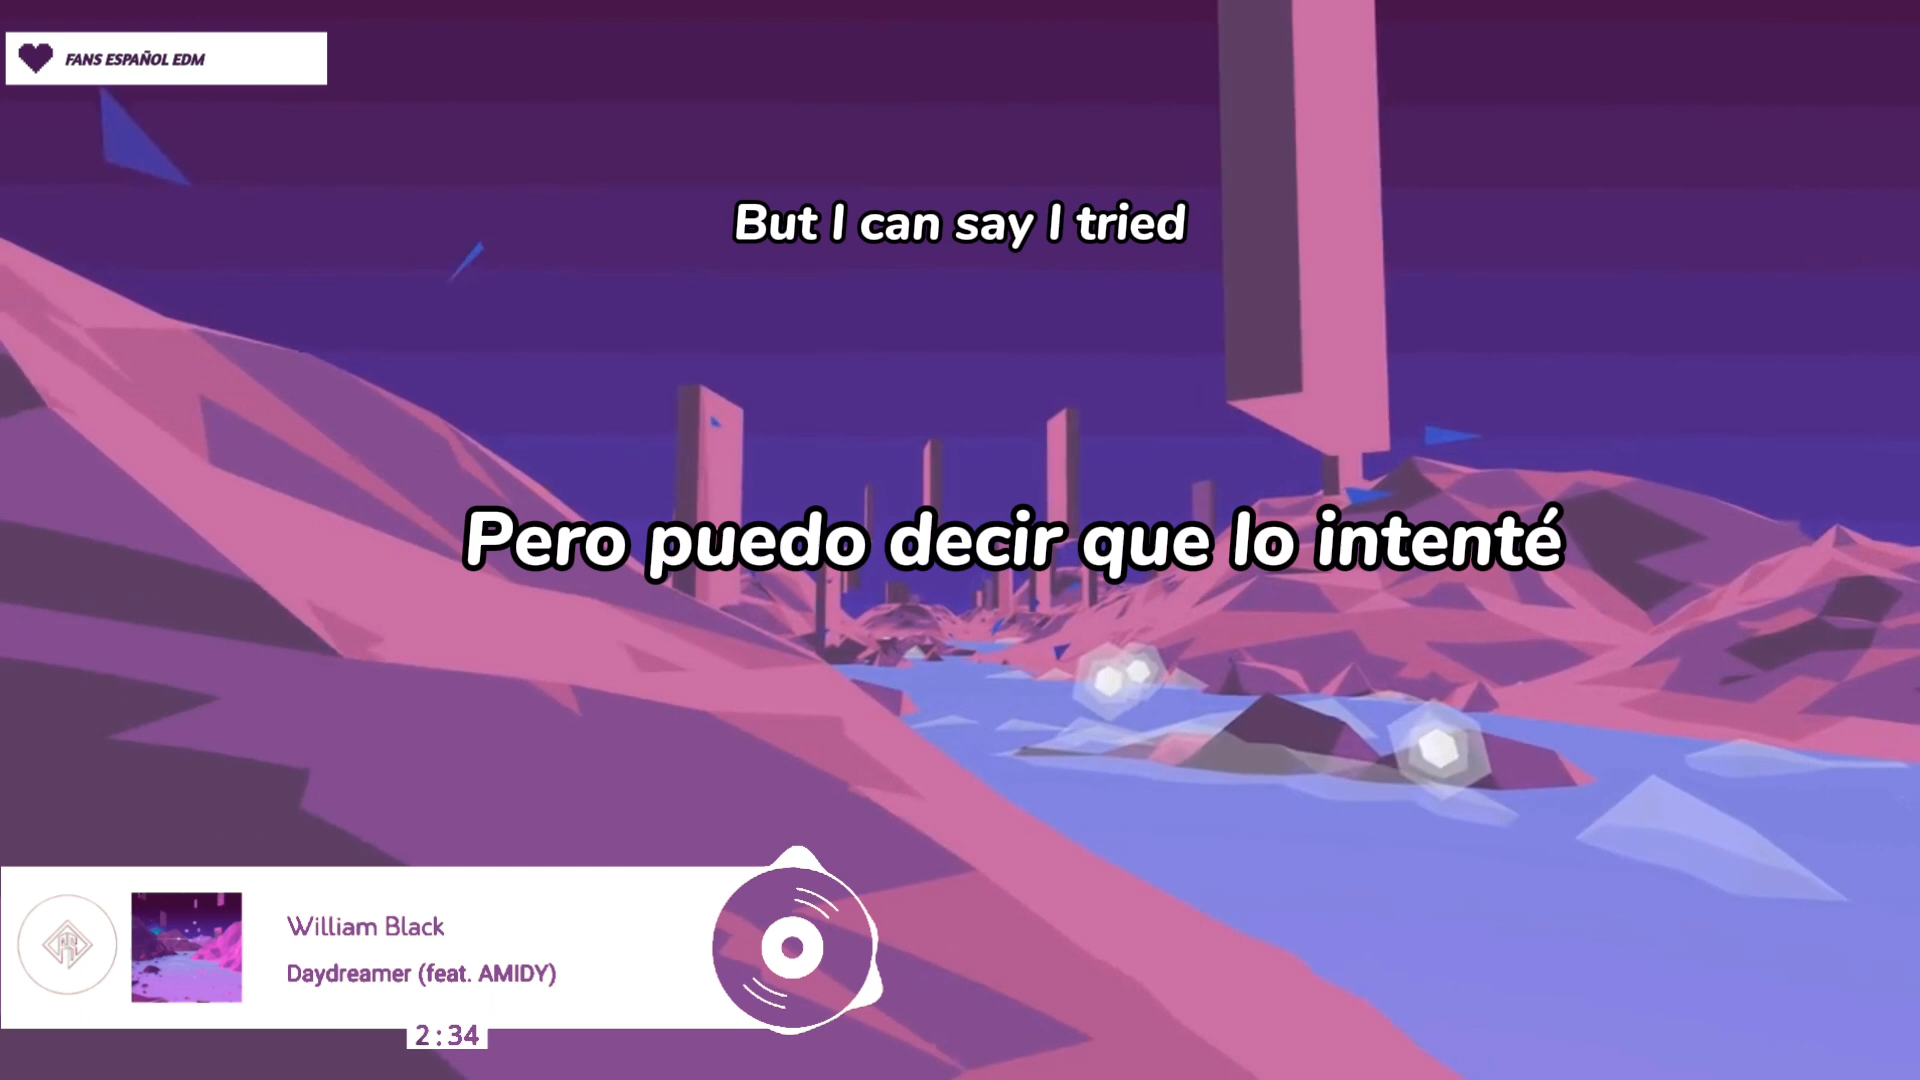 FANS ESPAÑOL EDM
But I can say I tried
Pero puedo decir que lo intenté
William Black
Daydreamer (feat. AMIDY)
2:34